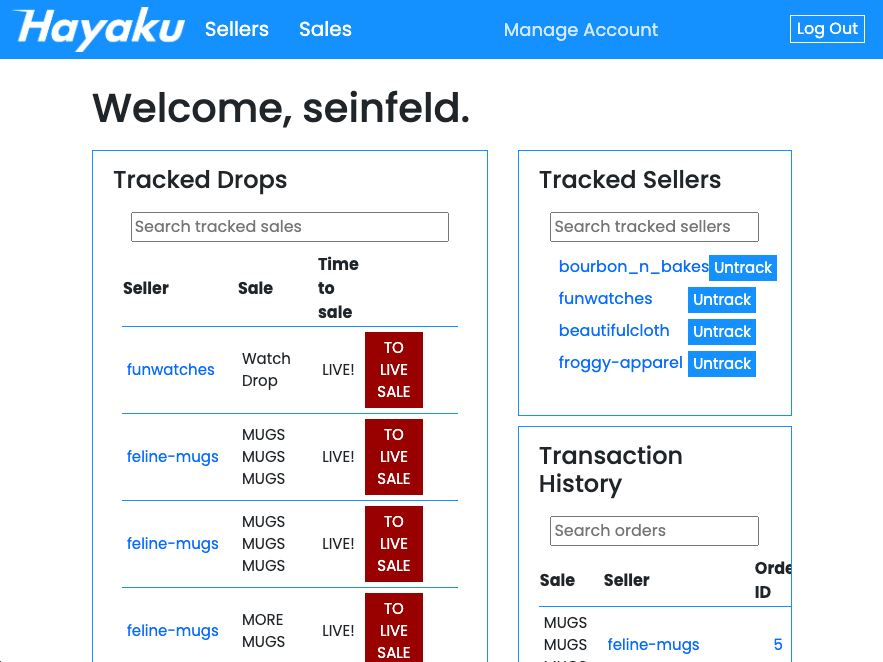 Hayaku Sellers Sales Manage Account Log Out
Welcome, seinfeld.
Tracked Drops
Search tracked sales
Seller Sale Time
to
sale
funwatches Watch
Drop LIVE! TO
LIVE
SALE
feline-mugs MUGS
MUGS
MUGS LIVE! TO
LIVE
SALE
feline-mugs MUGS
MUGS
MUGS LIVE! TO
LIVE
SALE
feline-mugs MORE
MUGS LIVE! TO
LIVE
SALE
Tracked Sellers
Search tracked sellers
bourbon_n_bakes Untrack
funwatches Untrack
beautifulcloth Untrack
froggy-apparel Untrack
Transaction
History
Search orders
Sale Seller Orde
ID
MUGS
MUGS feline-mugs 5